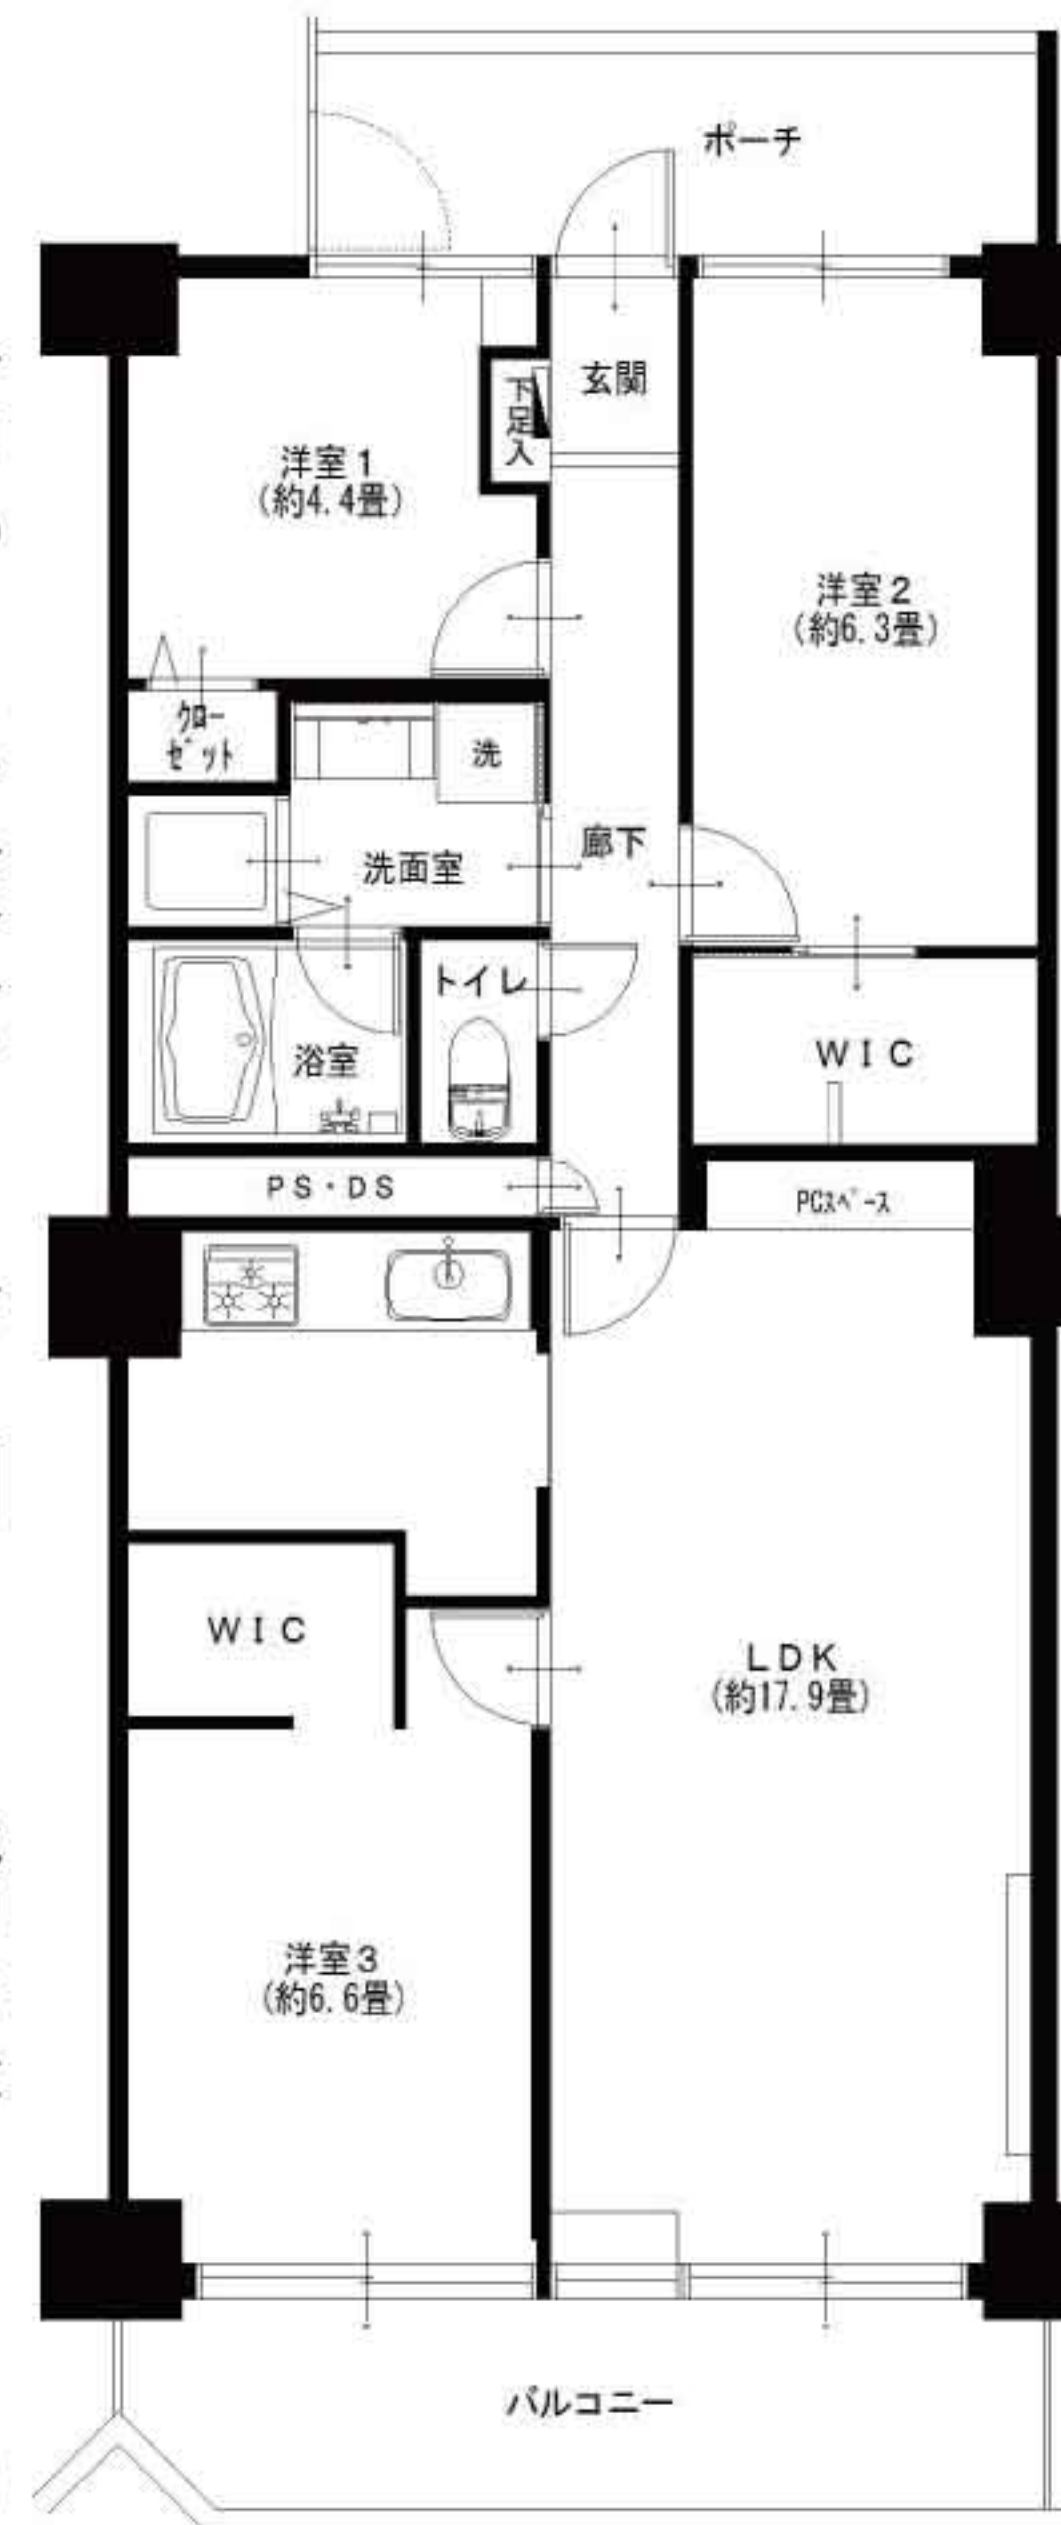 ポーチ
玄関
下足入
洋室1
(約4.4畳)
洋室2
(約6.3畳)
クローゼット
洗
廊下
洗面室
トイレ
WIC
浴室
PS・DS
PCスペース
WIC
LDK
(約17.9畳)
洋室3
(約6.6畳)
バルコニー